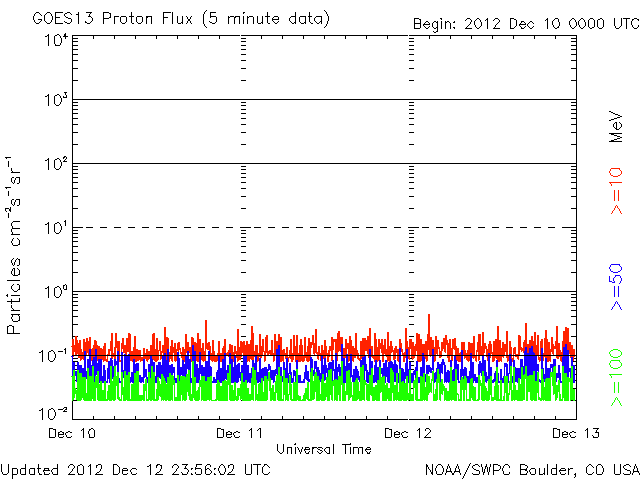 GOES13 Proton Flux (5 minute data)
Begin: 2012 Dec 10 0000 UTC
Particles cm⁻²s⁻¹sr⁻¹
10⁴
10³
10²
10¹
10⁰
10⁻¹
10⁻²
MeV
>=10
>=50
>=100
Dec 10
Dec 11
Dec 12
Dec 13
Universal Time
Updated 2012 Dec 12 23:56:02 UTC
NOAA/SWPC Boulder, CO USA